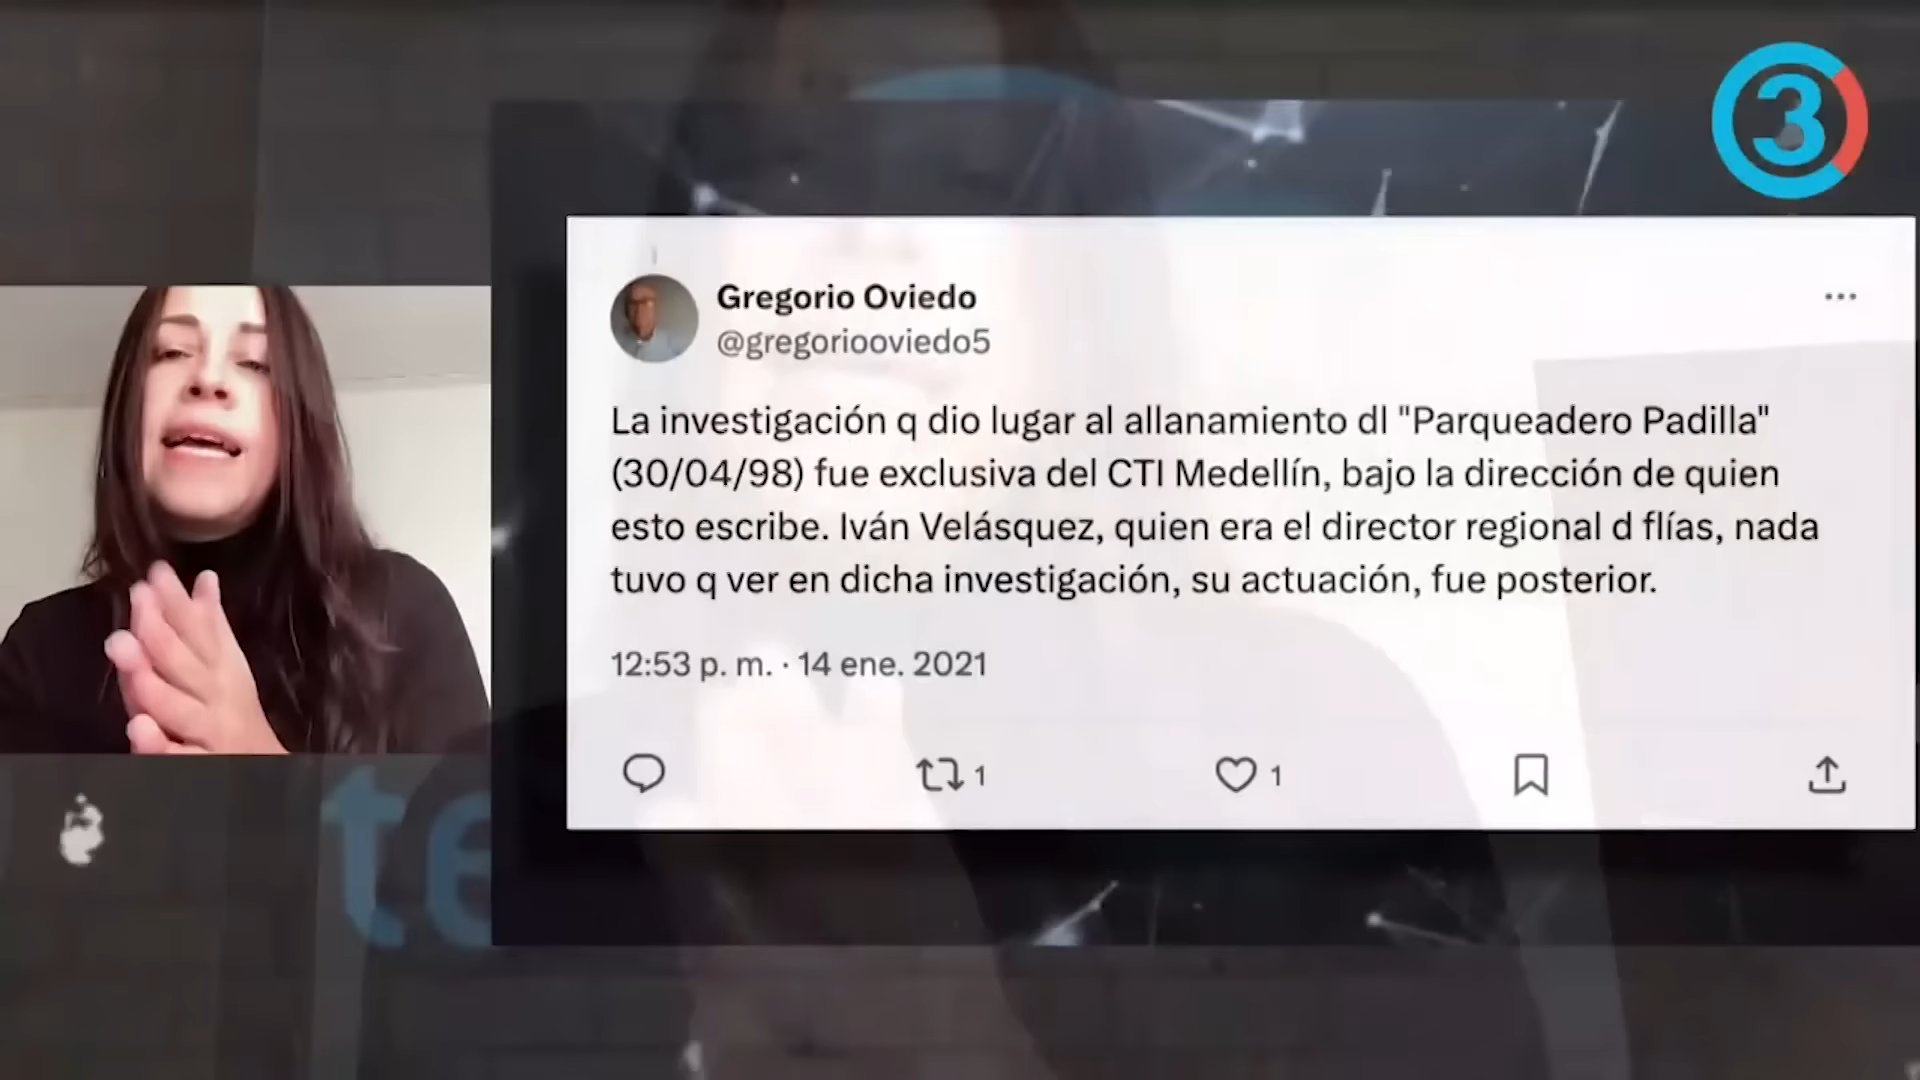 3
Gregorio Oviedo
@gregoriooviedo5
La investigación q dio lugar al allanamiento dl "Parqueadero Padilla"
(30/04/98) fue exclusiva del CTI Medellín, bajo la dirección de quien
esto escribe. Iván Velásquez, quien era el director regional d flías, nada
tuvo q ver en dicha investigación, su actuación, fue posterior.
12:53 p. m. · 14 ene. 2021
1
1
te